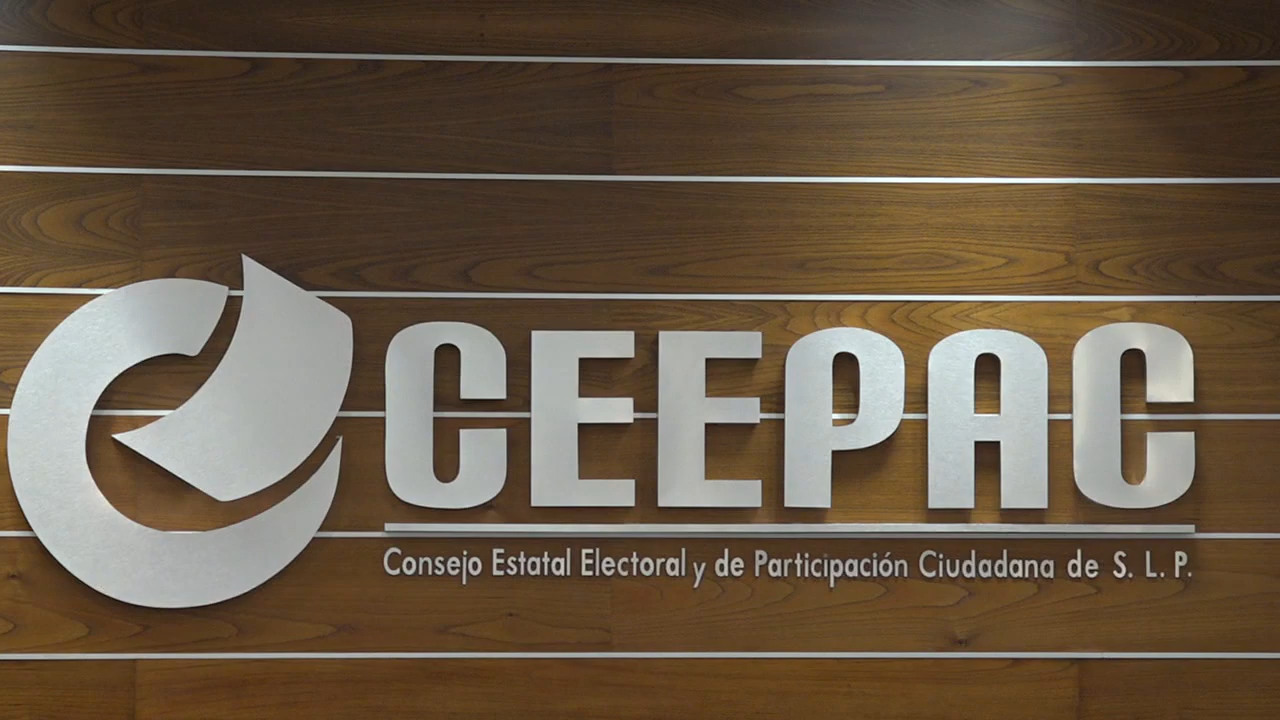 CEEPAC
Consejo Estatal Electoral y de Participación Ciudadana de S. L. P.